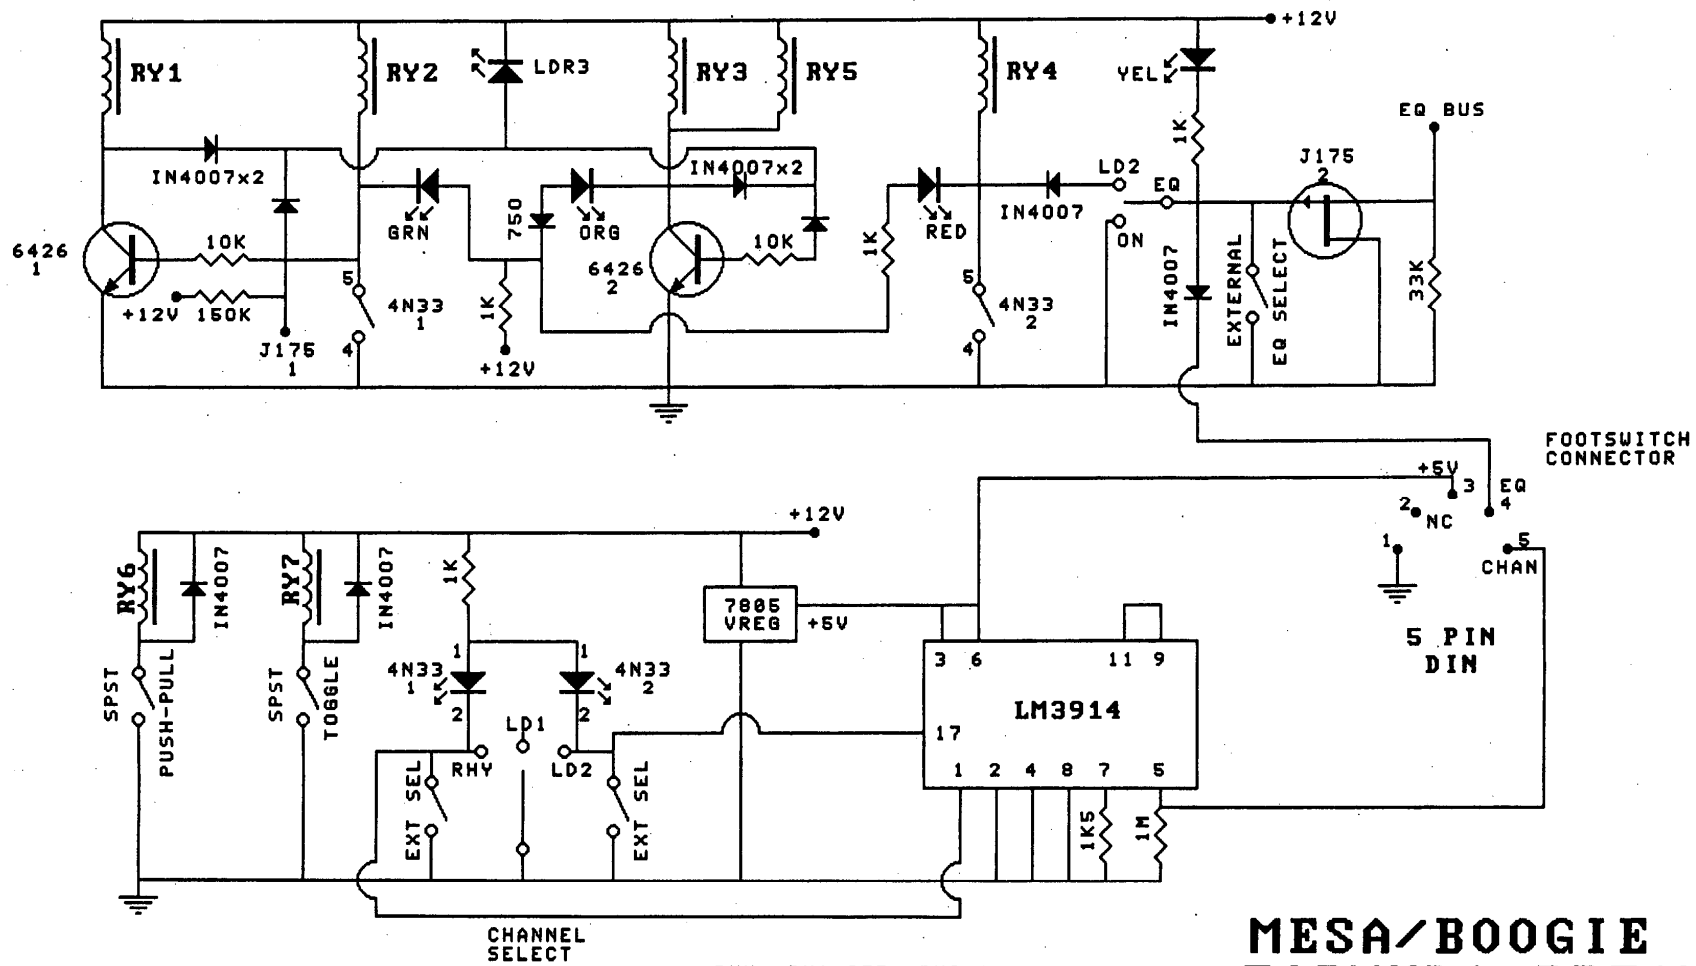 +12V
RY1
RY2
LDR3
RY3
RY5
RY4
YEL
EQ BUS
1K
J175
2
IN4007x2
IN4007x2
LD2
EQ
GRN
750
ORG
RED
IN4007
ON
6426
1
10K
6426
2
10K
1K
+12V
150K
5
4N33
1
4
1K
5
4N33
2
4
IN4007
EXTERNAL
EQ SELECT
33K
J175
1
+12V
FOOTSWITCH
CONNECTOR
+5V
3
EQ
4
2
NC
1
5
CHAN
5 PIN
DIN
+12V
RY6
IN4007
RY7
IN4007
1K
7805
VREG
+5V
3
6
11
9
SPST
PUSH-PULL
SPST
TOGGLE
4N33
1
1
2
1
4N33
2
2
LM3914
17
LD1
RHY
LD2
EXT SEL
EXT SEL
1
2
4
8
7
5
1K5
1M
CHANNEL
SELECT
MESA/BOOGIE